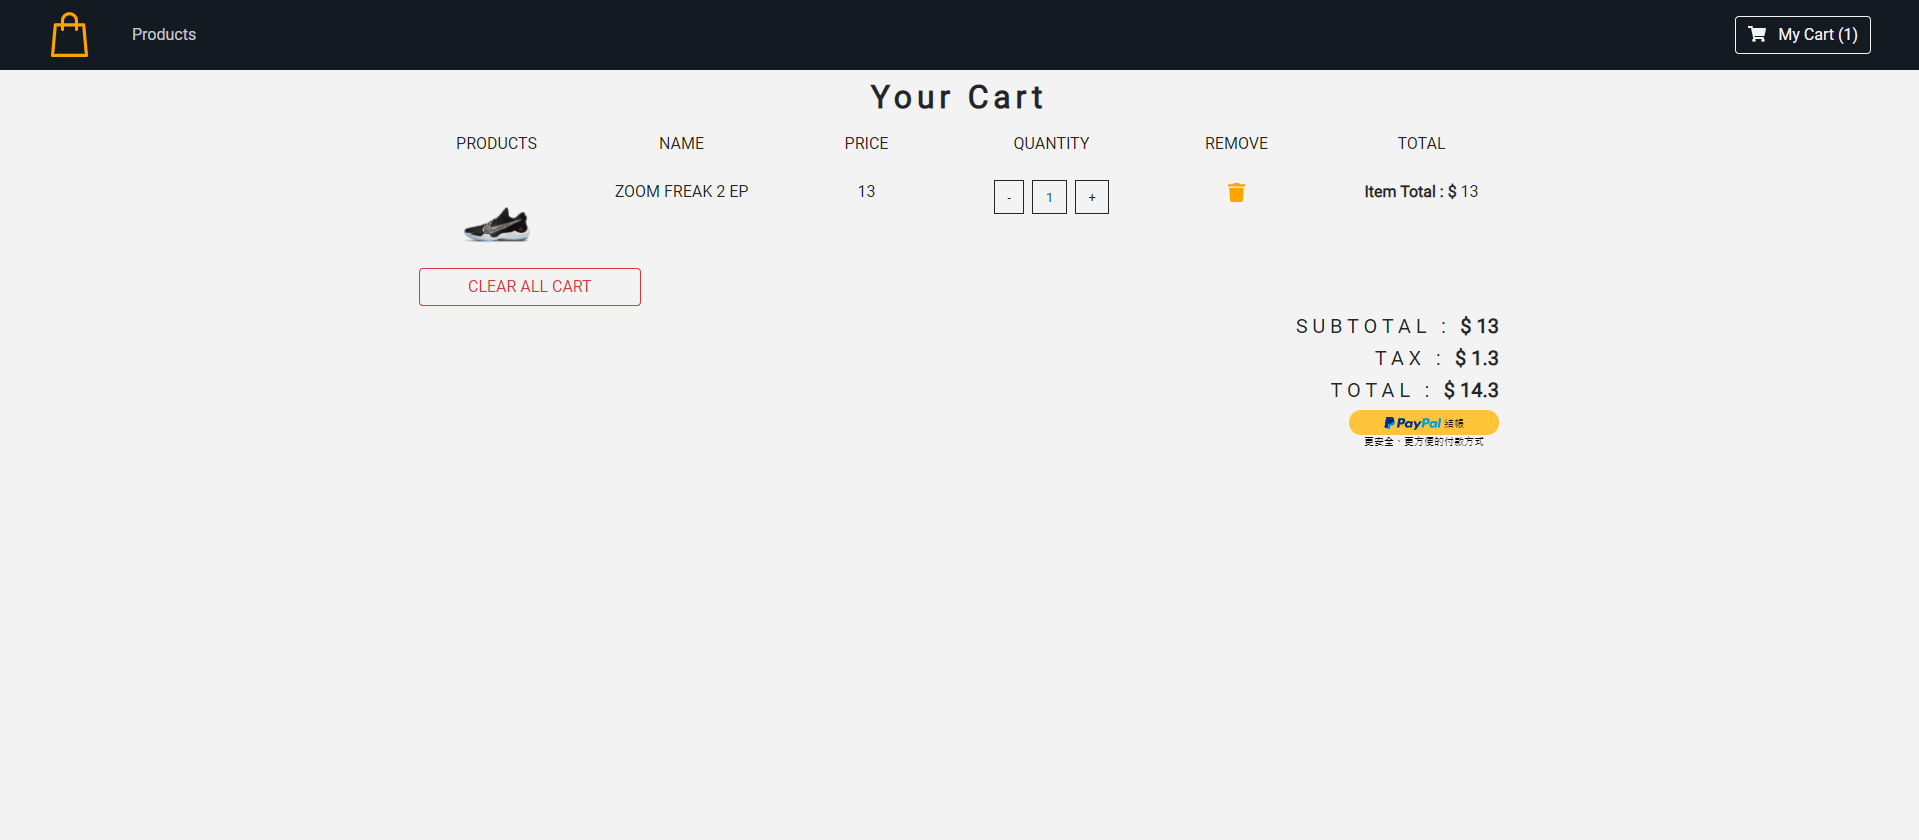 Products
My Cart (1)
Your Cart
PRODUCTS NAME PRICE QUANTITY REMOVE TOTAL
ZOOM FREAK 2 EP 13 - 1 + Item Total : $ 13
CLEAR ALL CART
SUBTOTAL : $ 13
TAX : $ 1.3
TOTAL : $ 14.3
PayPal 結帳
更安全、更方便的付款方式